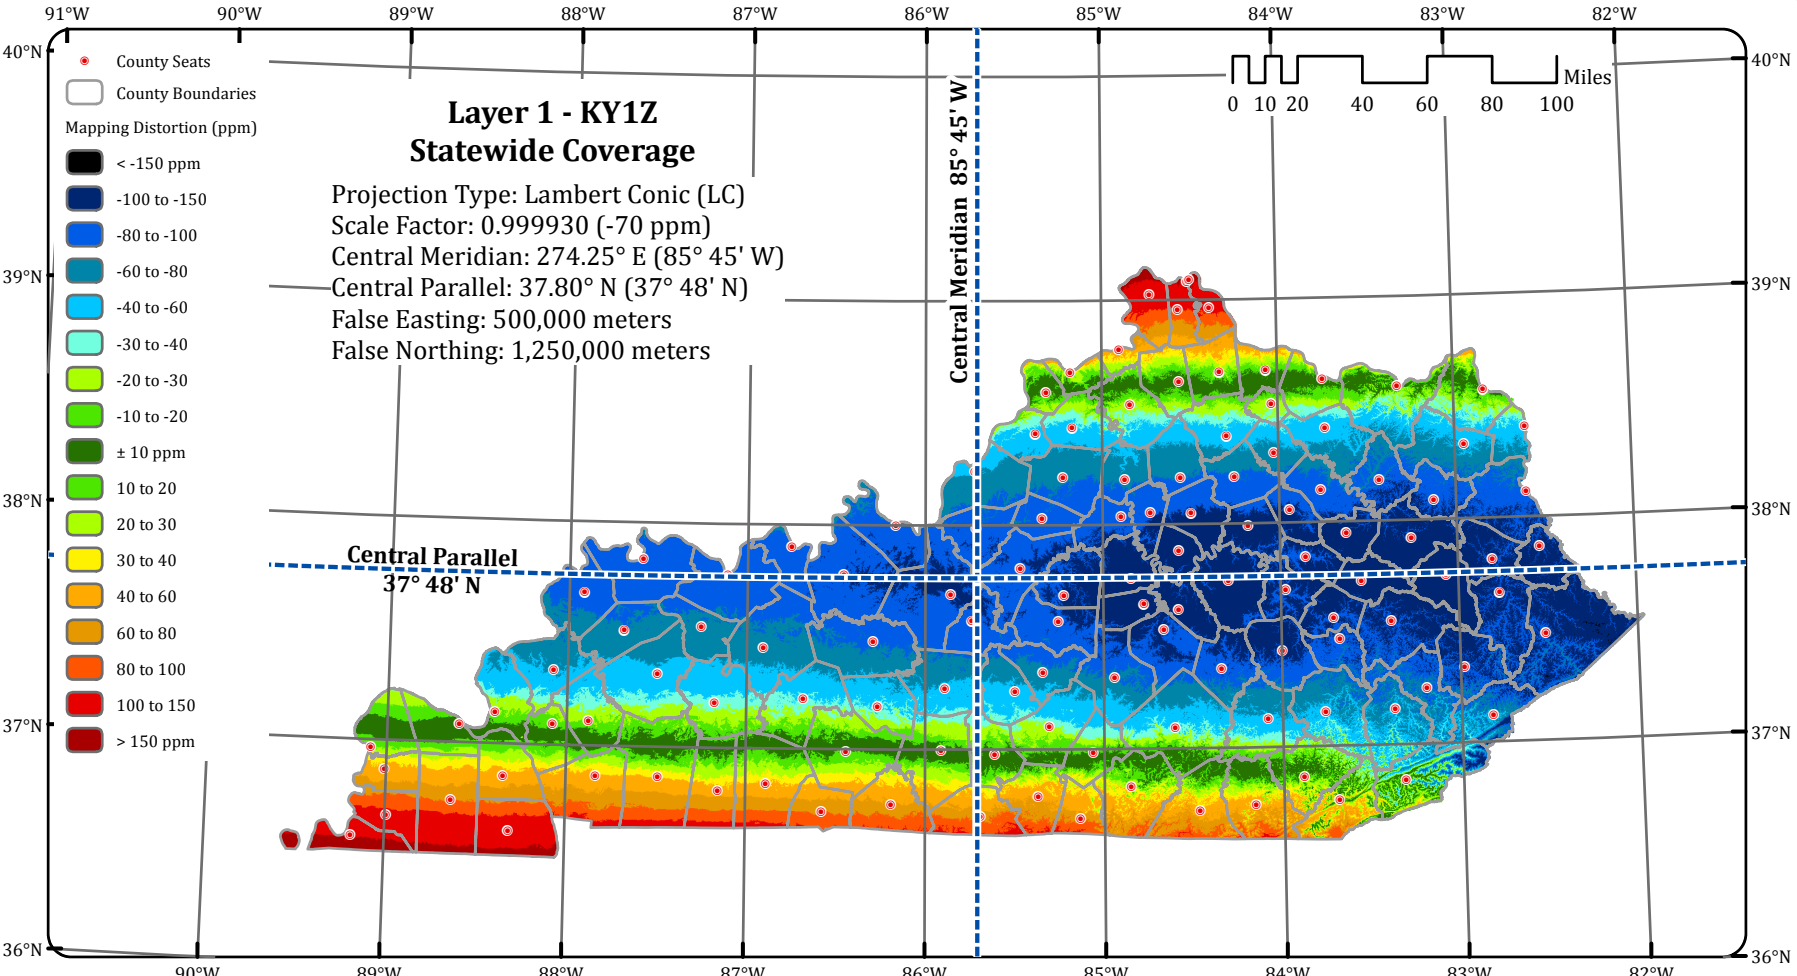 91°W 90°W 89°W 88°W 87°W 86°W 85°W 84°W 83°W 82°W
40°N
40°N
County Seats
County Boundaries
Mapping Distortion (ppm)
< -150 ppm
-100 to -150
-80 to -100
-60 to -80
-40 to -60
-30 to -40
-20 to -30
-10 to -20
± 10 ppm
10 to 20
20 to 30
30 to 40
40 to 60
60 to 80
80 to 100
100 to 150
> 150 ppm
Layer 1 - KY1Z
Statewide Coverage
Projection Type: Lambert Conic (LC)
Scale Factor: 0.999930 (-70 ppm)
Central Meridian: 274.25° E (85° 45' W)
Central Parallel: 37.80° N (37° 48' N)
False Easting: 500,000 meters
False Northing: 1,250,000 meters
Central Meridian 85° 45' W
Miles
0 10 20 40 60 80 100
Central Parallel
37° 48' N
39°N
39°N
38°N
38°N
37°N
37°N
36°N
36°N
90°W 89°W 88°W 87°W 86°W 85°W 84°W 83°W 82°W